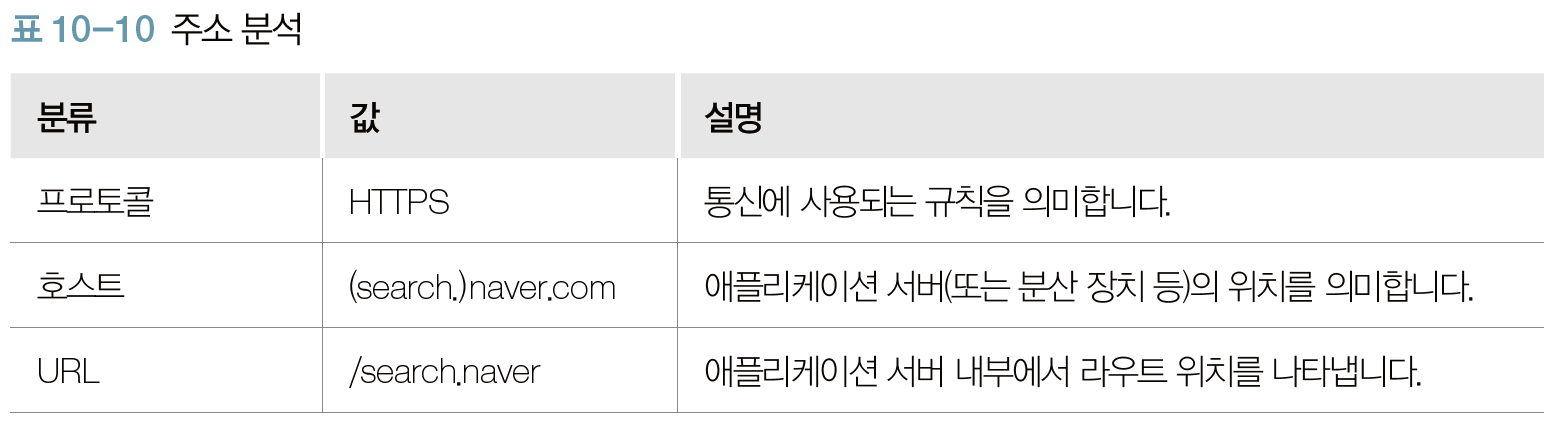 표 10-10 주소 분석
분류 값 설명
프로토콜 HTTPS 통신에 사용되는 규칙을 의미합니다.
호스트 (search.)naver.com 애플리케이션 서버(또는 분산 장치 등)의 위치를 의미합니다.
URL /search.naver 애플리케이션 서버 내부에서 라우트 위치를 나타냅니다.